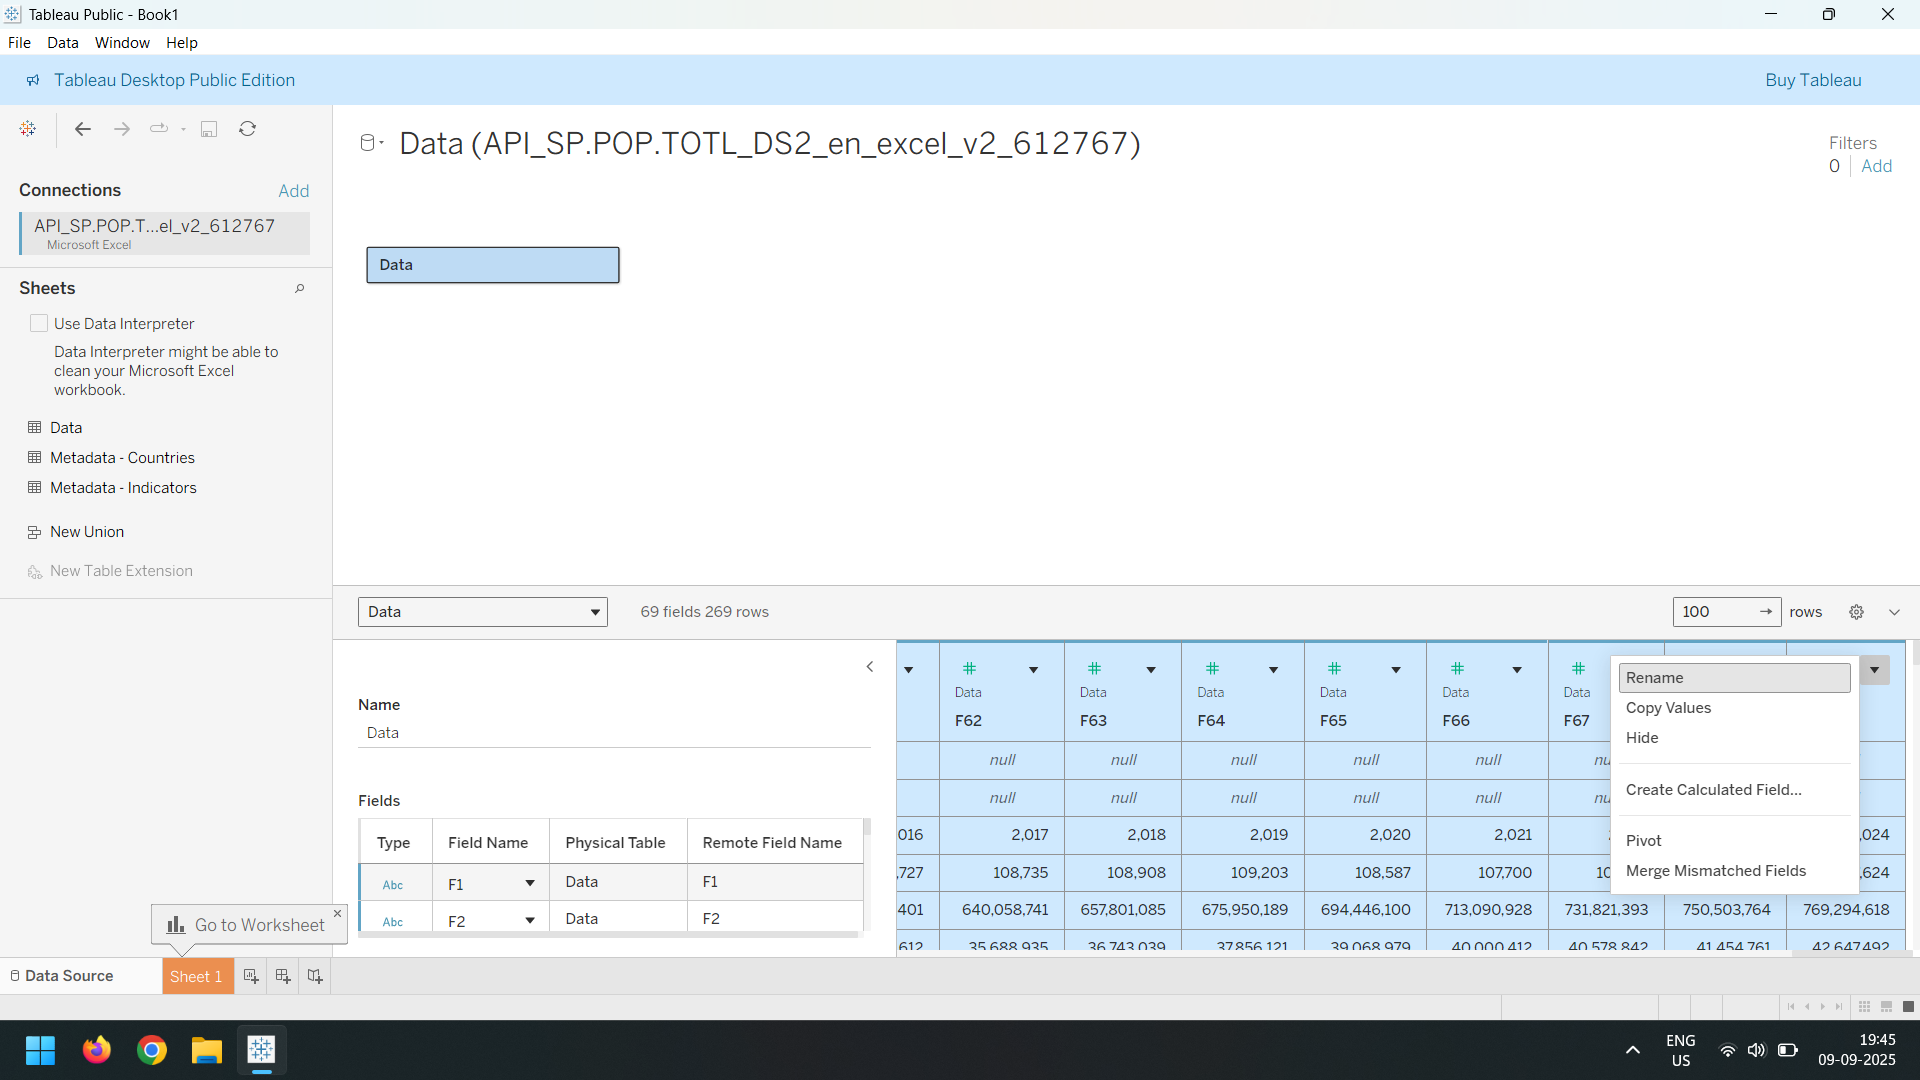 Tableau Public - Book1
File Data Window Help
Tableau Desktop Public Edition
Buy Tableau
Connections Add
API_SP.POP.T...el_v2_612767
Microsoft Excel
Sheets
Use Data Interpreter
Data Interpreter might be able to
clean your Microsoft Excel
workbook.
Data
Metadata - Countries
Metadata - Indicators
New Union
New Table Extension
Data (API_SP.POP.TOTL_DS2_en_excel_v2_612767)
Filters
0 Add
Data
Data
69 fields 269 rows
100 → rows
Name
Data
Fields
Type Field Name Physical Table Remote Field Name
Abc F1 Data F1
Abc F2 Data F2
Data Data Data Data Data Data
F62 F63 F64 F65 F66 F67
null null null null null nu
null null null null null nu
016 2,017 2,018 2,019 2,020 2,021 ,024
,727 108,735 108,908 109,203 108,587 107,700 10 ,624
401 640,058,741 657,801,085 675,950,189 694,446,100 713,090,928 731,821,393 750,503,764 769,294,618
612 35,688,935 36,743,039 37,856,121 39,068,979 40,000,412 40,578,842 41,454,761 42,647,492
Rename
Copy Values
Hide
Create Calculated Field...
Pivot
Merge Mismatched Fields
Go to Worksheet
Data Source
Sheet 1
ENG
US
19:45
09-09-2025